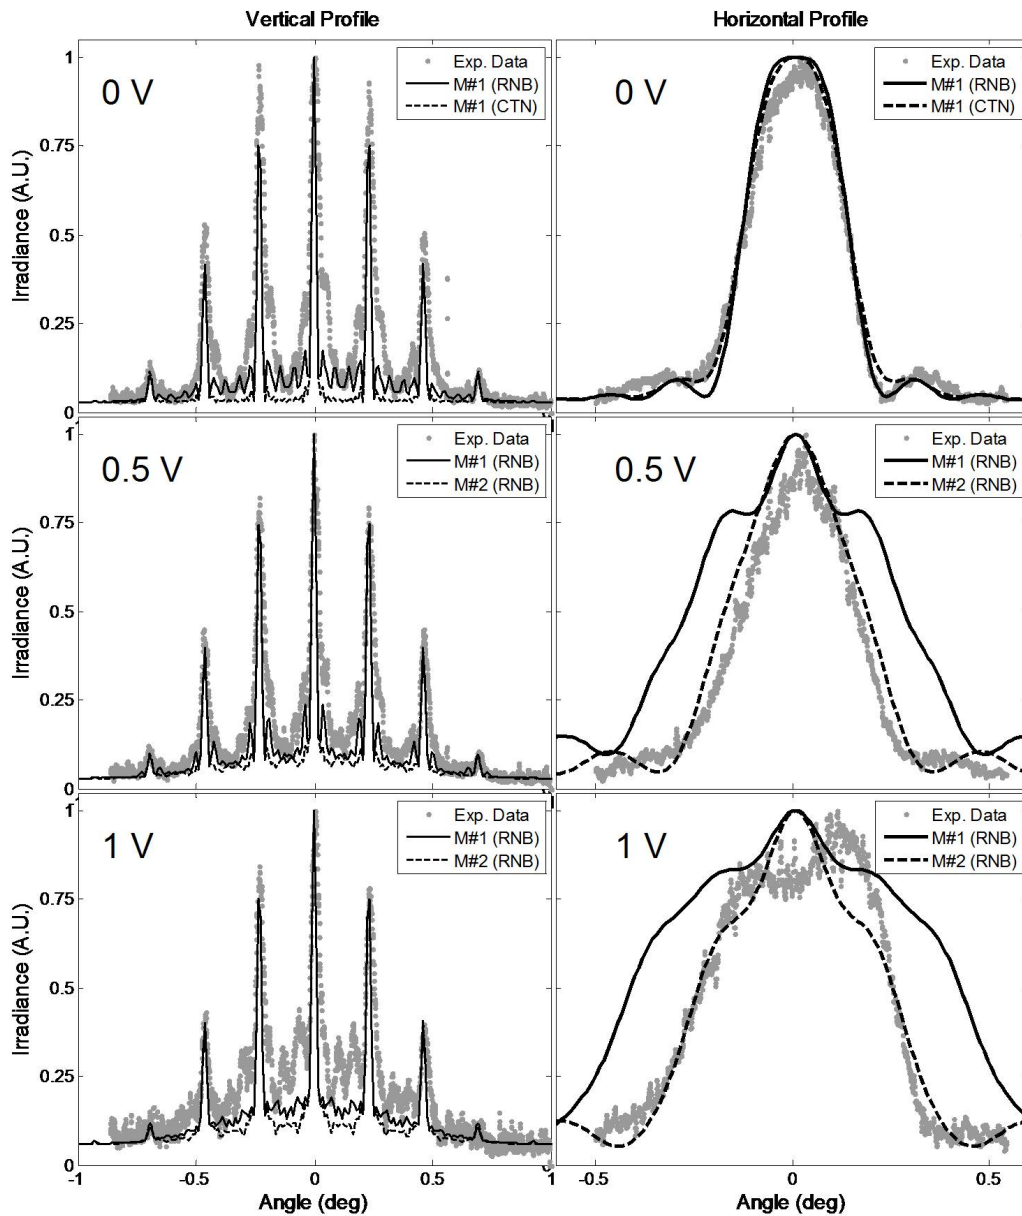 Vertical Profile
Horizontal Profile
1
0.75
0.5
0.25
0
Irradiance (A.U.)
0 V
Exp. Data
M#1 (RNB)
M#1 (CTN)
0 V
Exp. Data
M#1 (RNB)
M#1 (CTN)
1
0.75
0.5
0.25
0
Irradiance (A.U.)
0.5 V
Exp. Data
M#1 (RNB)
M#2 (RNB)
0.5 V
Exp. Data
M#1 (RNB)
M#2 (RNB)
1
0.75
0.5
0.25
0
Irradiance (A.U.)
1 V
Exp. Data
M#1 (RNB)
M#2 (RNB)
1 V
Exp. Data
M#1 (RNB)
M#2 (RNB)
-1 -0.5 0 0.5 1
-0.5 0 0.5
Angle (deg)
Angle (deg)